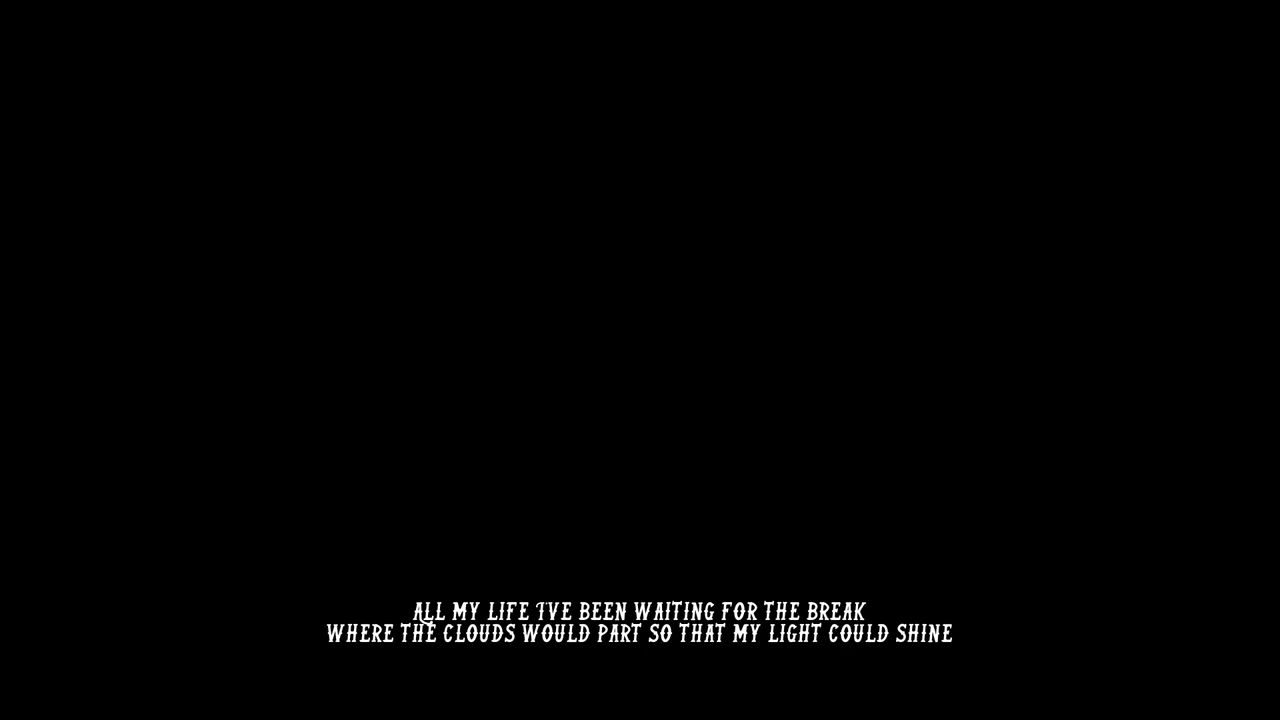 ALL MY LIFE I'VE BEEN WAITING FOR THE BREAK
WHERE THE CLOUDS WOULD PART SO THAT MY LIGHT COULD SHINE